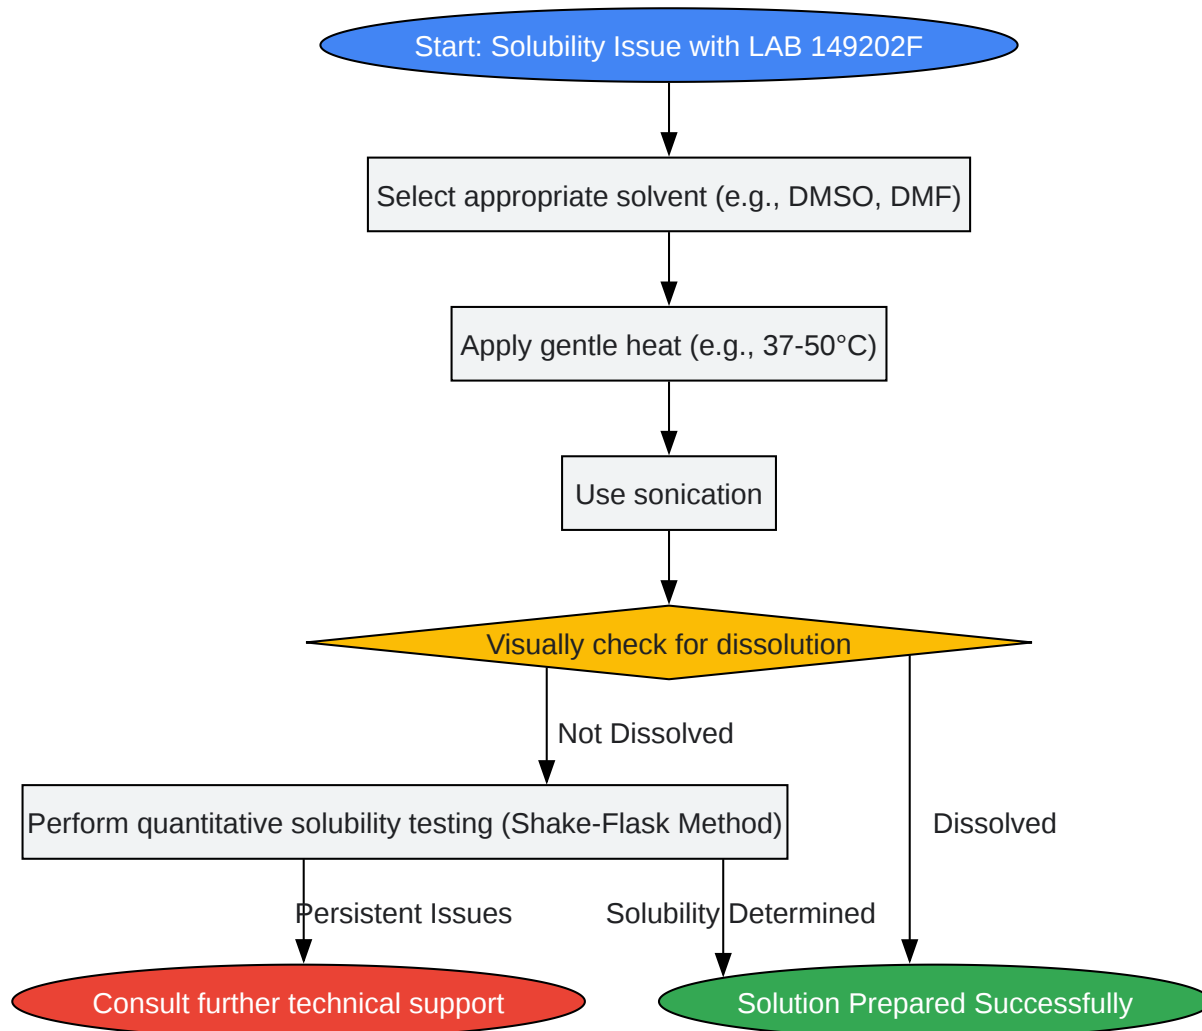 Start: Solubility Issue with LAB 149202F
Select appropriate solvent (e.g., DMSO, DMF)
Apply gentle heat (e.g., 37-50°C)
Use sonication
Visually check for dissolution
Not Dissolved
Perform quantitative solubility testing (Shake-Flask Method)
Dissolved
Persistent Issues
Solubility Determined
Consult further technical support
Solution Prepared Successfully